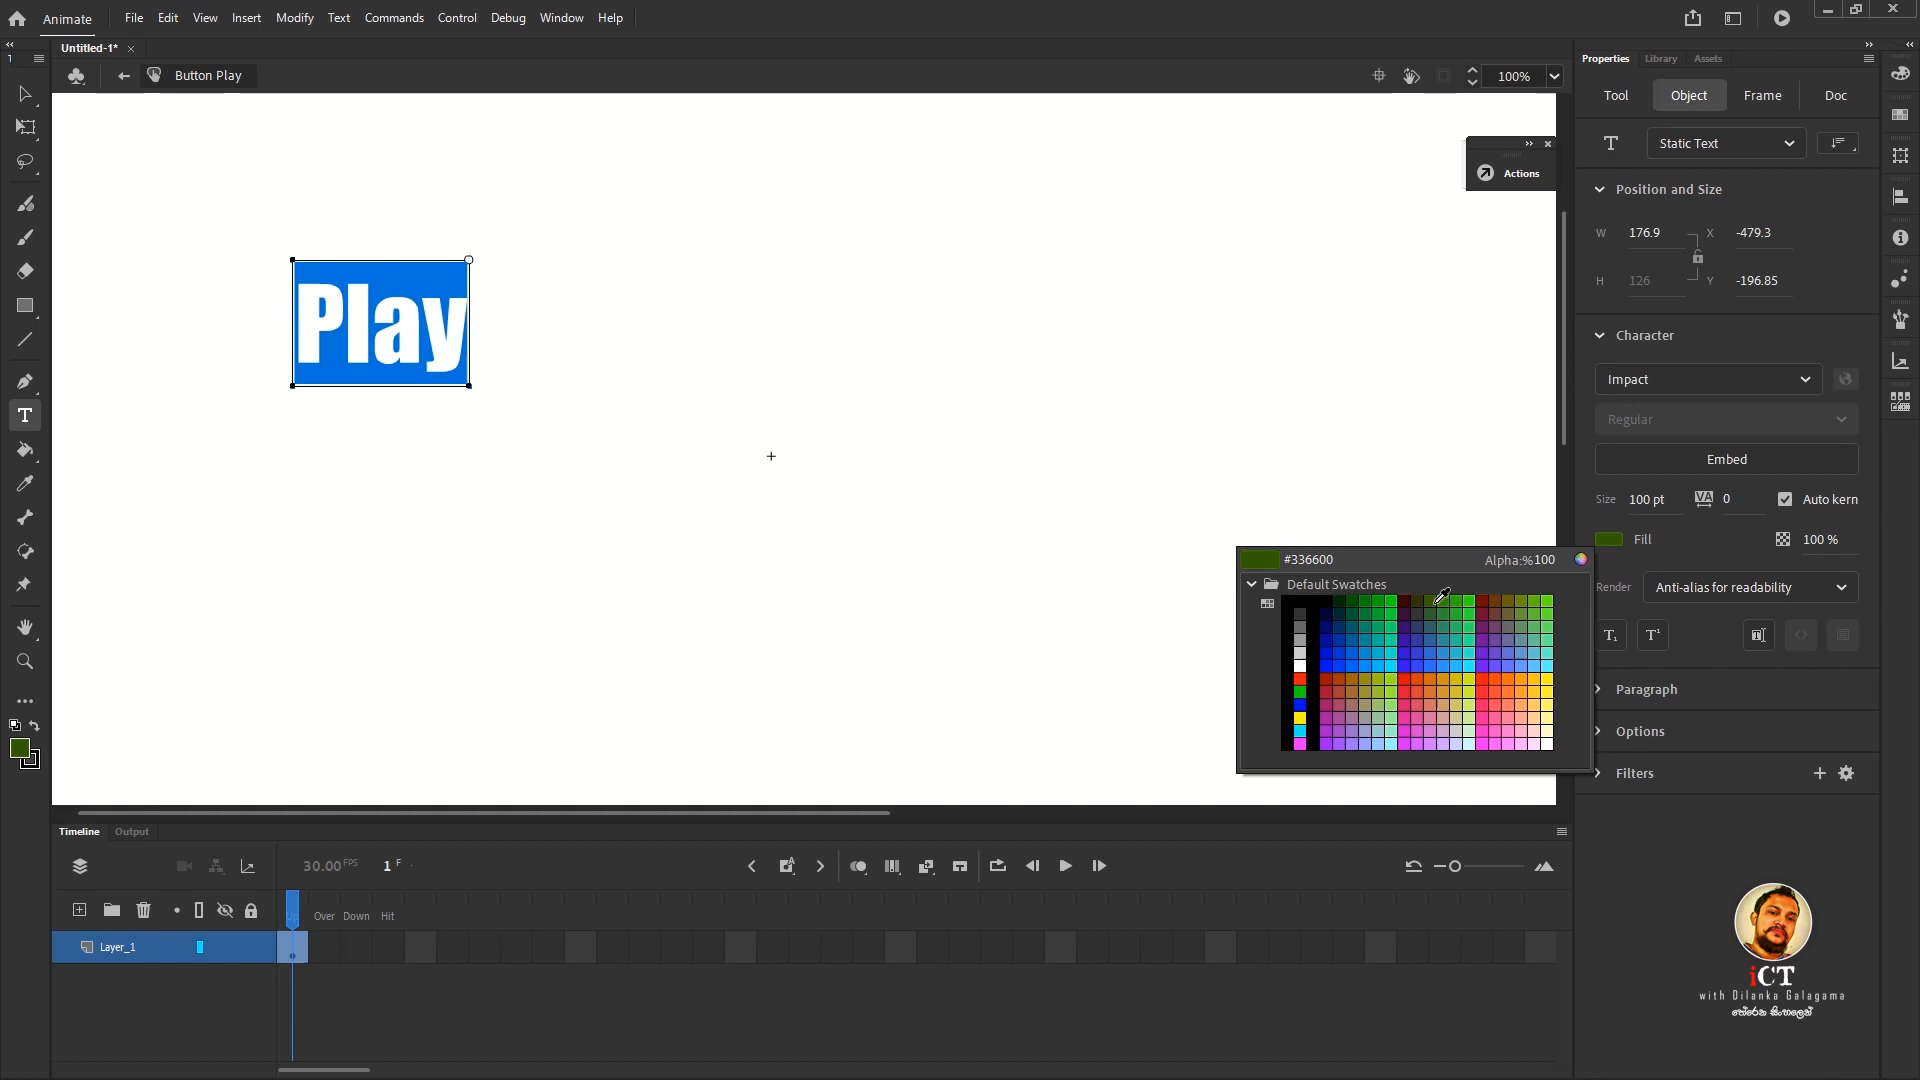 Animate File Edit View Insert Modify Text Commands Control Debug Window Help
Untitled-1*
Button Play 100%
Properties Library Assets
Tool Object Frame Doc
Static Text
Actions
Position and Size
W 176.9 X -479.3
H 126 Y -196.85
Play
Character
Impact
Regular
Embed
Size 100 pt VA 0 Auto kern
Fill 100 %
#336600 Alpha:%100
Default Swatches
Render Anti-alias for readability
Paragraph
Options
Filters
Timeline Output
30.00 FPS 1 F
Up Over Down Hit
Layer_1
iCT
with Dilanka Galagama
තේරෙන සිංහලෙන්